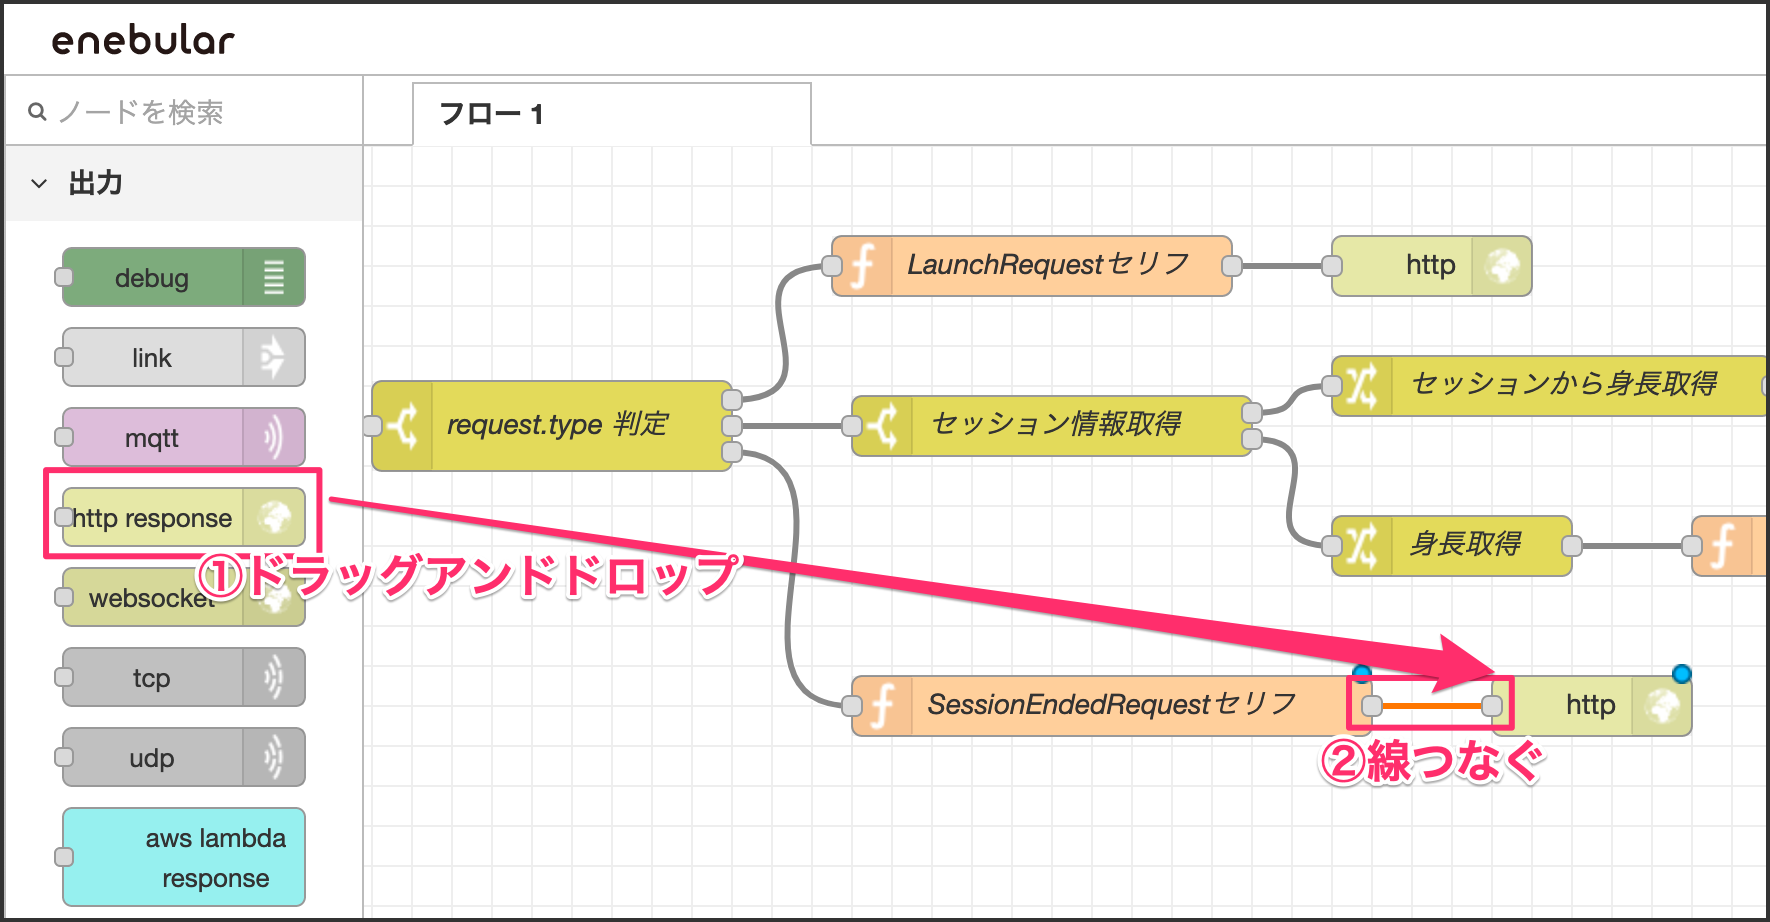 enebular
ノードを検索
フロー 1
出力
debug
link
mqtt
http response
websocket
tcp
udp
aws lambda
response
①ドラッグアンドドロップ
request.type 判定
LaunchRequestセリフ
http
セッション情報取得
セッションから身長取得
身長取得
SessionEndedRequestセリフ
http
②線つなぐ